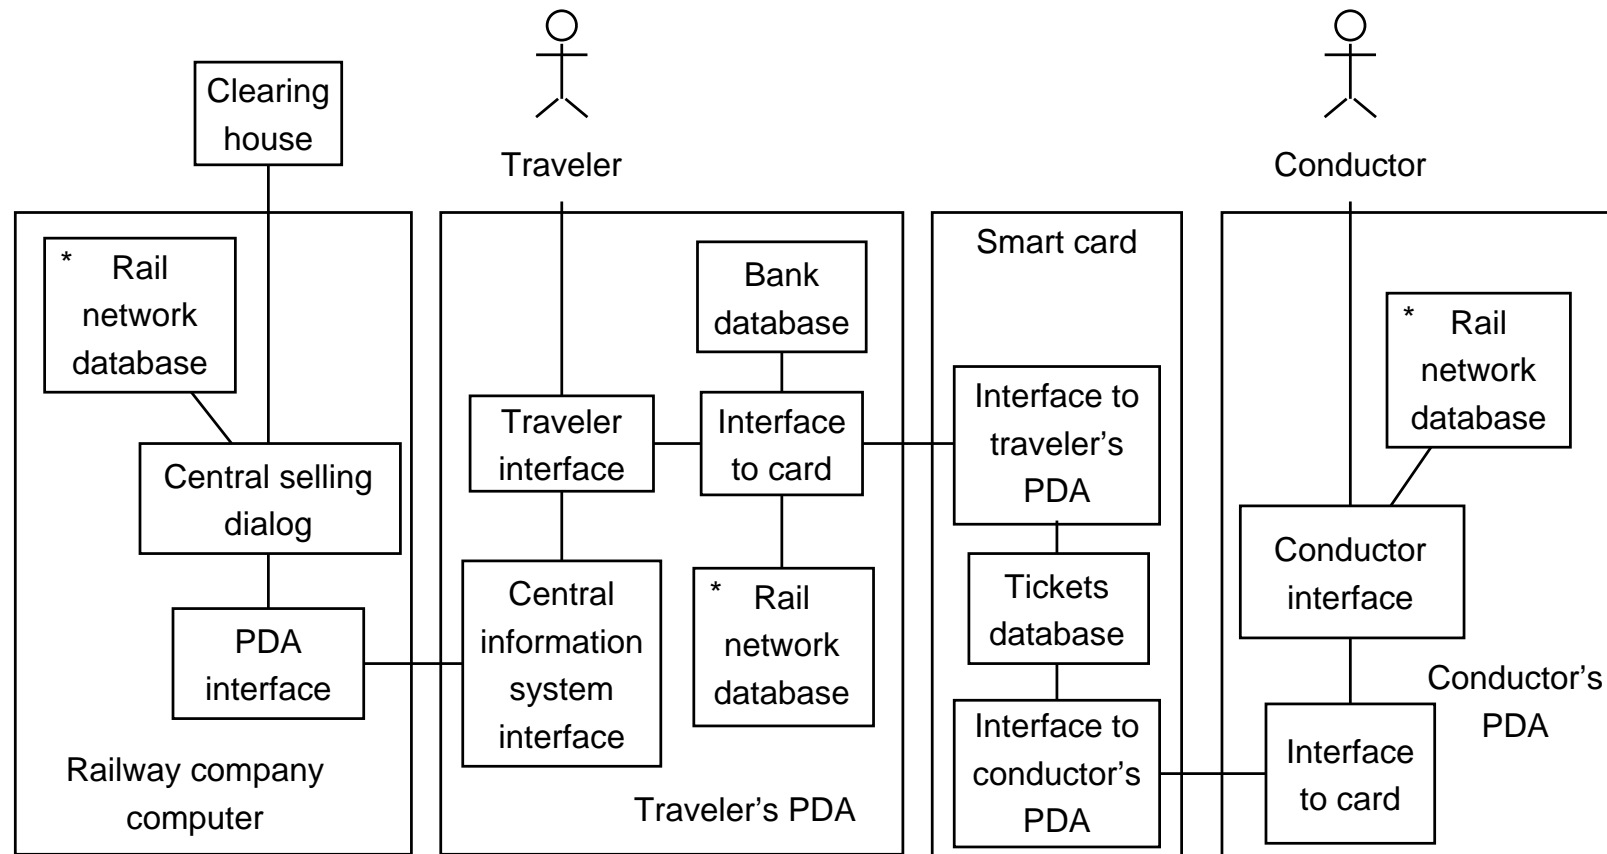 Clearing
house
Traveler
Conductor
* Rail
network
database
Central selling
dialog
PDA
interface
Railway company
computer
Bank
database
Traveler
interface
Interface
to card
Central
information
system
interface
* Rail
network
database
Traveler’s PDA
Smart card
Interface to
traveler’s
PDA
Tickets
database
Interface to
conductor’s
PDA
* Rail
network
database
Conductor
interface
Conductor’s
PDA
Interface
to card